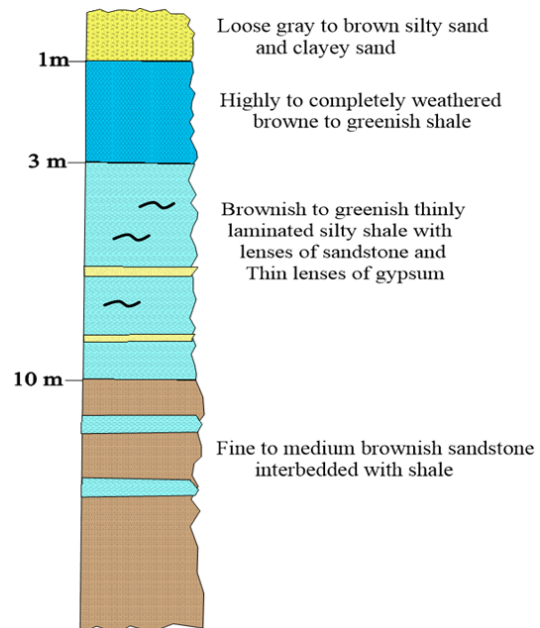 Loose gray to brown silty sand
and clayey sand
1m
Highly to completely weathered
browne to greenish shale
3 m
Brownish to greenish thinly
laminated silty shale with
lenses of sandstone and
Thin lenses of gypsum
10 m
Fine to medium brownish sandstone
interbedded with shale